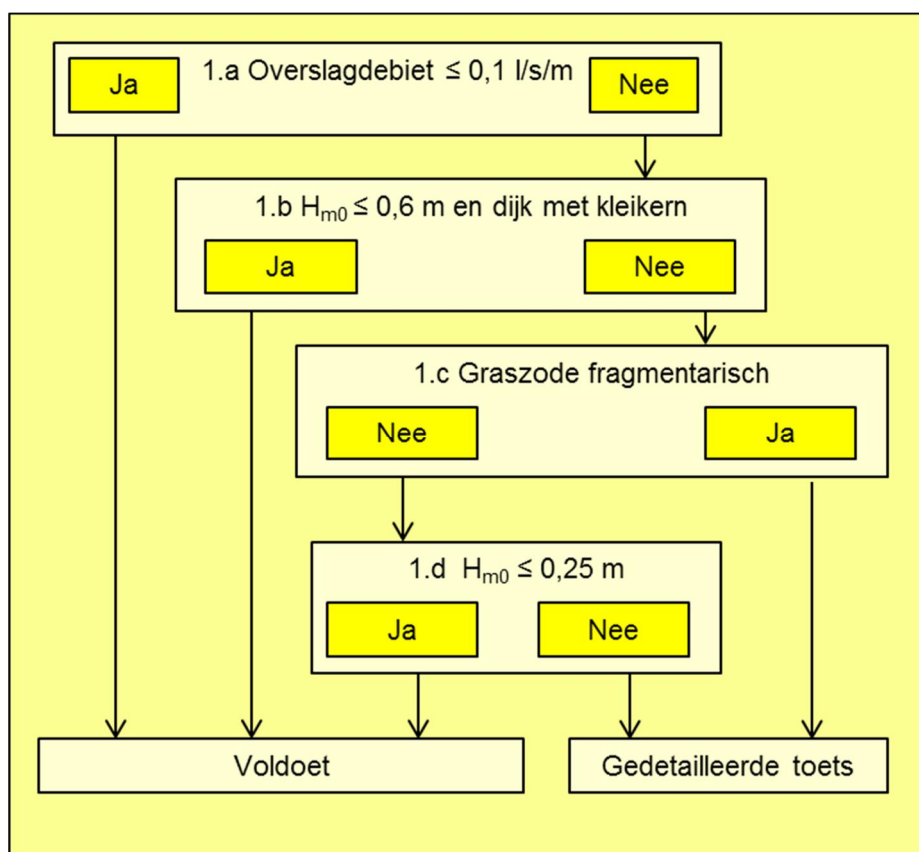 1.a Overslagdebiet ≤ 0,1 l/s/m
Ja
Nee
1.b Hm0 ≤ 0,6 m en dijk met kleikern
Ja
Nee
1.c Graszode fragmentarisch
Nee
Ja
1.d Hm0 ≤ 0,25 m
Ja
Nee
Voldoet
Gedetailleerde toets